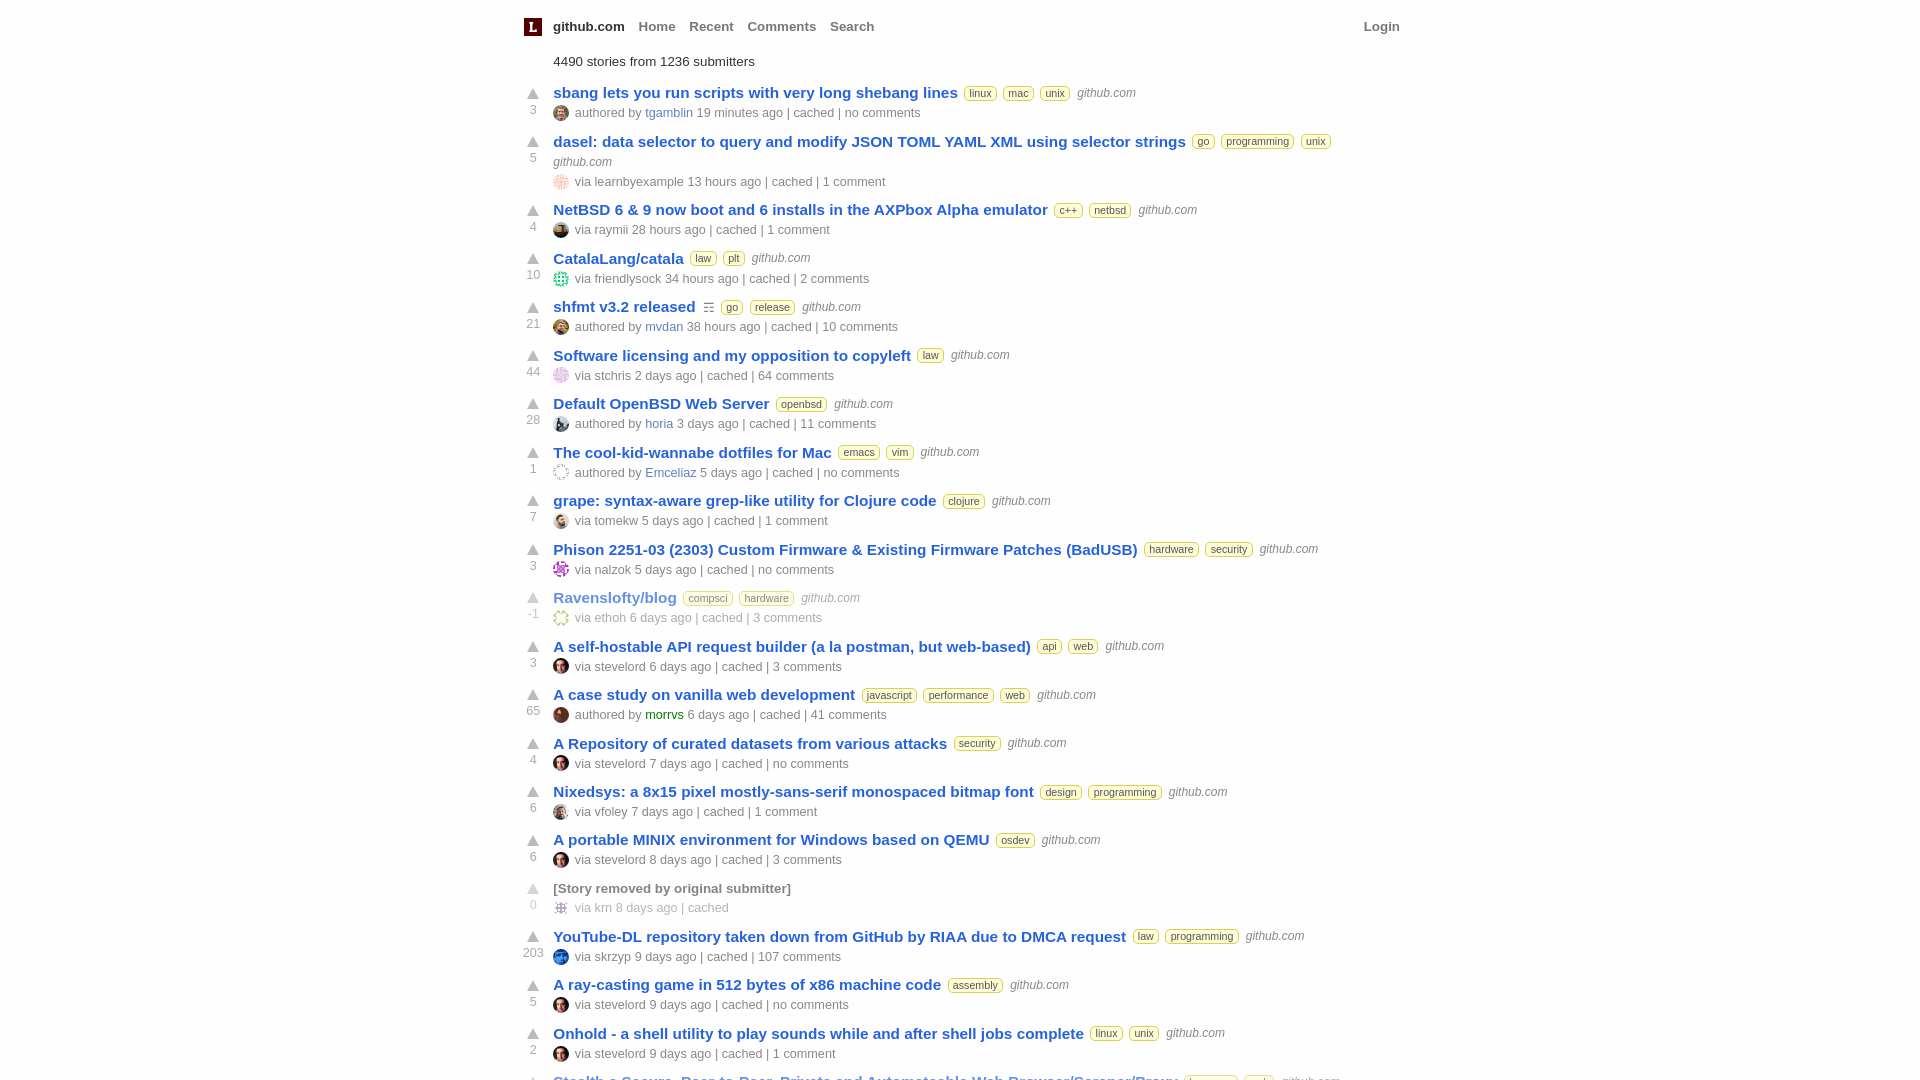 L github.com Home Recent Comments Search Login
4490 stories from 1236 submitters
sbang lets you run scripts with very long shebang lines linux mac unix github.com
3 authored by tgamblin 19 minutes ago | cached | no comments
dasel: data selector to query and modify JSON TOML YAML XML using selector strings go programming unix
5 github.com
via learnbyexample 13 hours ago | cached | 1 comment
NetBSD 6 & 9 now boot and 6 installs in the AXPbox Alpha emulator c++ netbsd github.com
4 via raymii 28 hours ago | cached | 1 comment
CatalaLang/catala law plt github.com
10 via friendlysock 34 hours ago | cached | 2 comments
shfmt v3.2 released ☶ go release github.com
21 authored by mvdan 38 hours ago | cached | 10 comments
Software licensing and my opposition to copyleft law github.com
44 via stchris 2 days ago | cached | 64 comments
Default OpenBSD Web Server openbsd github.com
28 authored by horia 3 days ago | cached | 11 comments
The cool-kid-wannabe dotfiles for Mac emacs vim github.com
1 authored by Emceliaz 5 days ago | cached | no comments
grape: syntax-aware grep-like utility for Clojure code clojure github.com
7 via tomekw 5 days ago | cached | 1 comment
Phison 2251-03 (2303) Custom Firmware & Existing Firmware Patches (BadUSB) hardware security github.com
3 via nalzok 5 days ago | cached | no comments
Ravenslofty/blog compsci hardware github.com
-1 via ethoh 6 days ago | cached | 3 comments
A self-hostable API request builder (a la postman, but web-based) api web github.com
3 via stevelord 6 days ago | cached | 3 comments
A case study on vanilla web development javascript performance web github.com
65 authored by morrvs 6 days ago | cached | 41 comments
A Repository of curated datasets from various attacks security github.com
4 via stevelord 7 days ago | cached | no comments
Nixedsys: a 8x15 pixel mostly-sans-serif monospaced bitmap font design programming github.com
6 via vfoley 7 days ago | cached | 1 comment
A portable MINIX environment for Windows based on QEMU osdev github.com
6 via stevelord 8 days ago | cached | 3 comments
[Story removed by original submitter]
0 via krn 8 days ago | cached
YouTube-DL repository taken down from GitHub by RIAA due to DMCA request law programming github.com
203 via skrzyp 9 days ago | cached | 107 comments
A ray-casting game in 512 bytes of x86 machine code assembly github.com
5 via stevelord 9 days ago | cached | no comments
Onhold - a shell utility to play sounds while and after shell jobs complete linux unix github.com
2 via stevelord 9 days ago | cached | 1 comment
Stealth a Secure, Peer-to-Peer, Private and Automateable Web Browser/Scraper/Proxy github.com